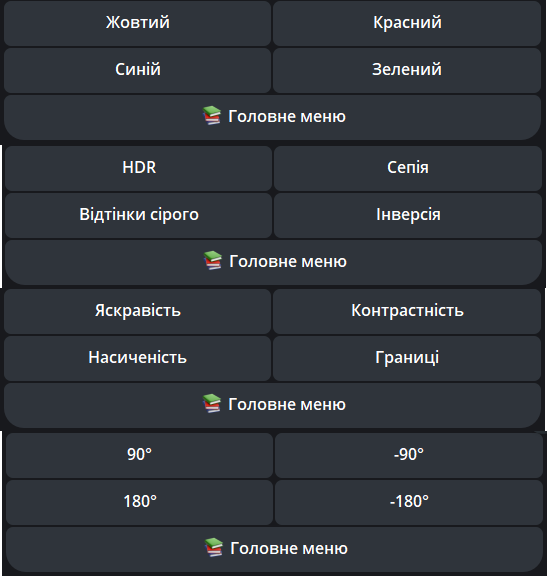 Жовтий Красний
Синій Зелений
📚 Головне меню
HDR Сепія
Відтінки сірого Інверсія
📚 Головне меню
Яскравість Контрастність
Насиченість Границі
📚 Головне меню
90° -90°
180° -180°
📚 Головне меню